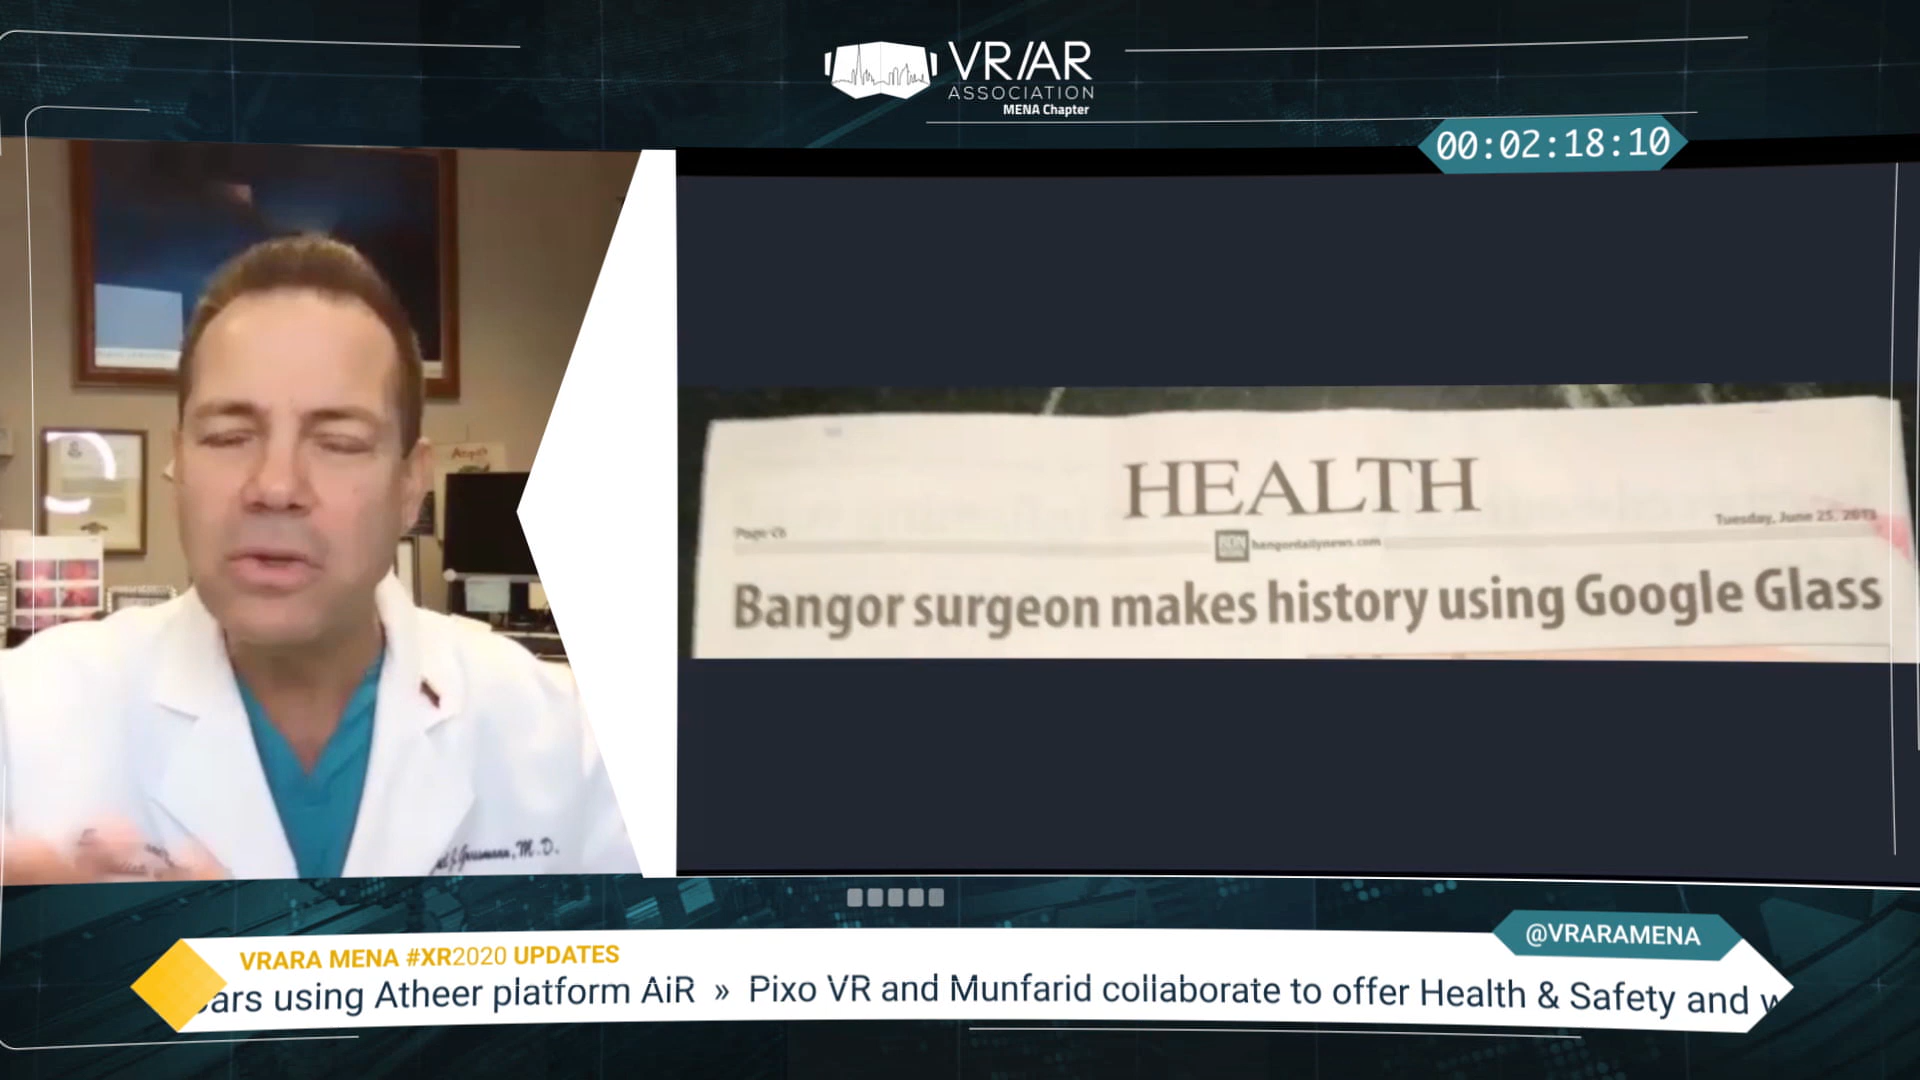 VR/AR
ASSOCIATION
MENA Chapter
00:02:18:10
HEALTH
Tuesday, June 25, 2013
BDN bangordailynews.com
Bangor surgeon makes history using Google Glass
M.D.
@VRARAMENA
VRARA MENA #XR2020 UPDATES
ars using Atheer platform AiR » Pixo VR and Munfarid collaborate to offer Health & Safety and